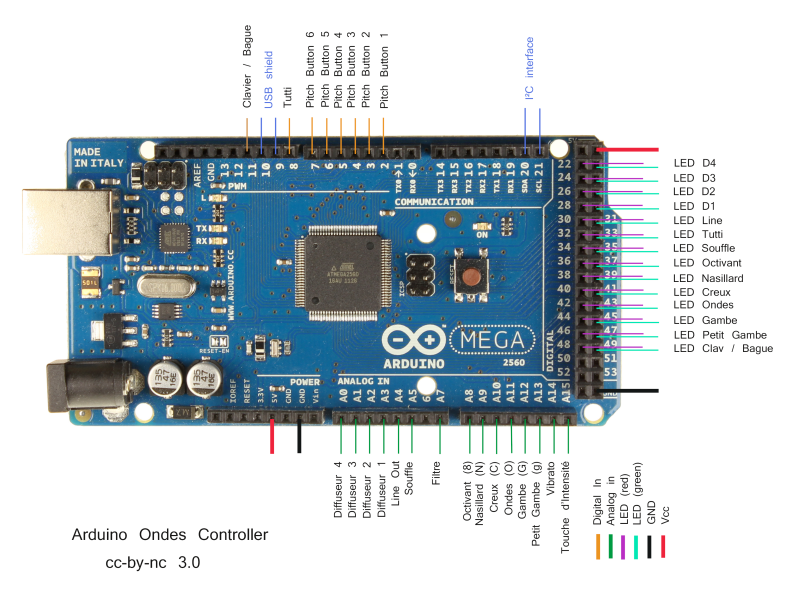 Clavier / Bague
USB shield
Tutti
Pitch Button 6
Pitch Button 5
Pitch Button 4
Pitch Button 3
Pitch Button 2
Pitch Button 1
I²C interface
MADE
IN ITALY
AREF
GND
13
12
11
10
9
8
7
6
5
4
3
2
TX0 1
RX0 0
TX3 14
RX3 15
TX2 16
RX2 17
TX1 18
RX1 19
SDA 20
SCL 21
PWM
COMMUNICATION
L
TX
RX
ON
WWW.ARDUINO.CC
ATMEGA2560
ICSP
RESET
RESET-EN
ARDUINO
MEGA
2560
DIGITAL
22
24
26
28
30
32
34
36
38
40
42
44
46
48
50
52
31
33
35
37
39
41
43
45
47
49
51
53
GND
LED D4
LED D3
LED D2
LED D1
LED Line
LED Tutti
LED Souffle
LED Octivant
LED Nasillard
LED Creux
LED Ondes
LED Gambe
LED Petit Gambe
LED Clav / Bague
POWER
ANALOG IN
IOREF
RESET
3.3V
5V
GND
GND
Vin
A0
A1
A2
A3
A4
A5
6
A7
A8
A9
A10
A11
A12
A13
A14
A15
Diffuseur 4
Diffuseur 3
Diffuseur 2
Diffuseur 1
Line Out
Souffle
Filtre
Octivant (8)
Nasillard (N)
Creux (C)
Ondes (O)
Gambe (G)
Petit Gambe (g)
Vibrato
Touche d'Intensité
Digital In
Analog in
LED (red)
LED (green)
GND
Vcc
Arduino Ondes Controller
cc-by-nc 3.0